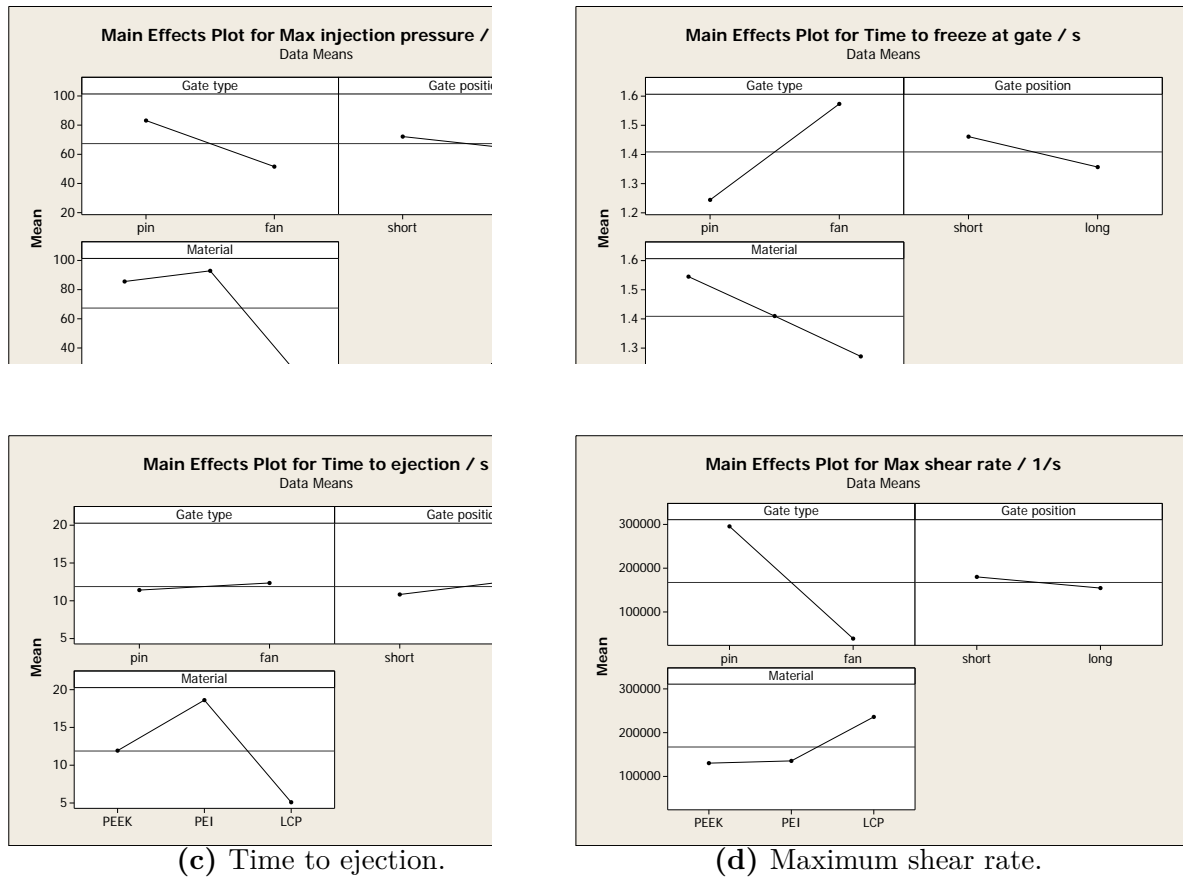 Main Effects Plot for Max injection pressure /
Data Means
Gate type
Gate positi
100
80
60
40
20
Mean
pin
fan
short
Material
100
80
60
40
Main Effects Plot for Time to freeze at gate / s
Data Means
Gate type
Gate position
1.6
1.5
1.4
1.3
1.2
Mean
pin
fan
short
long
Material
1.6
1.5
1.4
1.3
Main Effects Plot for Time to ejection / s
Data Means
Gate type
Gate positio
20
15
10
5
Mean
pin
fan
short
Material
20
15
10
5
PEEK
PEI
LCP
(c) Time to ejection.
Main Effects Plot for Max shear rate / 1/s
Data Means
Gate type
Gate position
300000
200000
100000
Mean
pin
fan
short
long
Material
300000
200000
100000
PEEK
PEI
LCP
(d) Maximum shear rate.